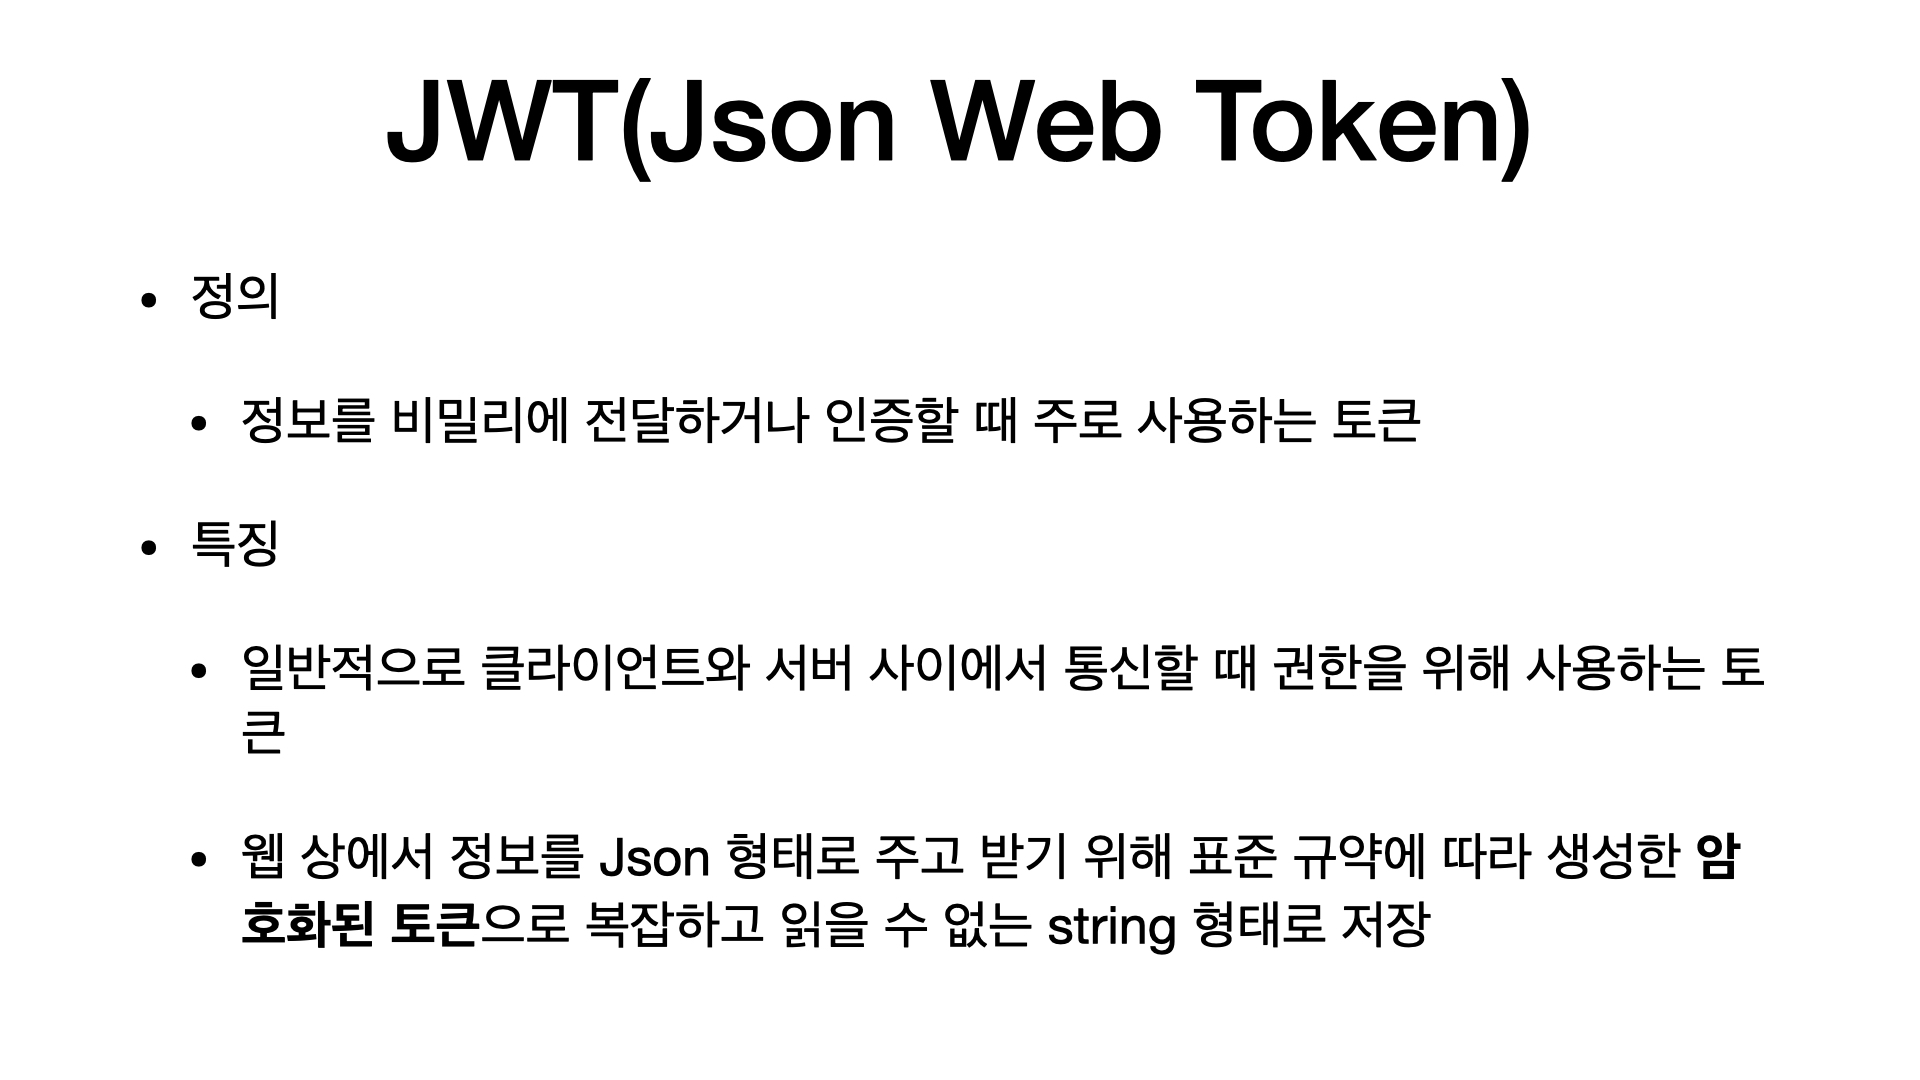 JWT(Json Web Token)
• 정의
• 정보를 비밀리에 전달하거나 인증할 때 주로 사용하는 토큰
• 특징
• 일반적으로 클라이언트와 서버 사이에서 통신할 때 권한을 위해 사용하는 토
큰
• 웹 상에서 정보를 Json 형태로 주고 받기 위해 표준 규약에 따라 생성한 암
호화된 토큰으로 복잡하고 읽을 수 없는 string 형태로 저장